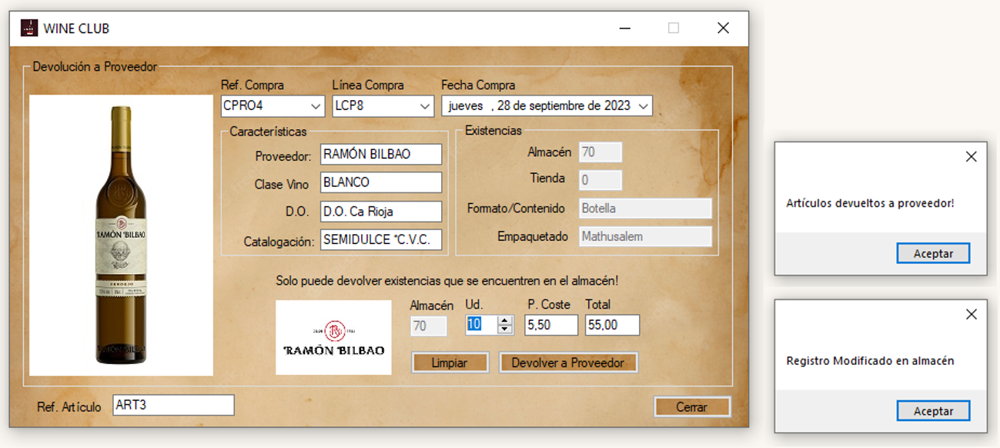 WINE CLUB
Devolución a Proveedor
Ref. Compra Línea Compra Fecha Compra
CPRO4 LCP8 jueves , 28 de septiembre de 2023
Características
Proveedor: RAMÓN BILBAO
Clase Vino BLANCO
D.O. D.O. Ca Rioja
Catalogación: SEMIDULCE *C.V.C.
Existencias
Almacén 70
Tienda 0
Formato/Contenido Botella
Empaquetado Mathusalem
RAMÓN BILBAO
VERDEJO
RAMÓN BILBAO
Solo puede devolver existencias que se encuentren en el almacén!
Almacén Ud. P. Coste Total
70 10 5,50 55,00
RAMÓN BILBAO
Limpiar Devolver a Proveedor
Ref. Artículo ART3
Cerrar
Artículos devueltos a proveedor!
Aceptar
Registro Modificado en almacén
Aceptar